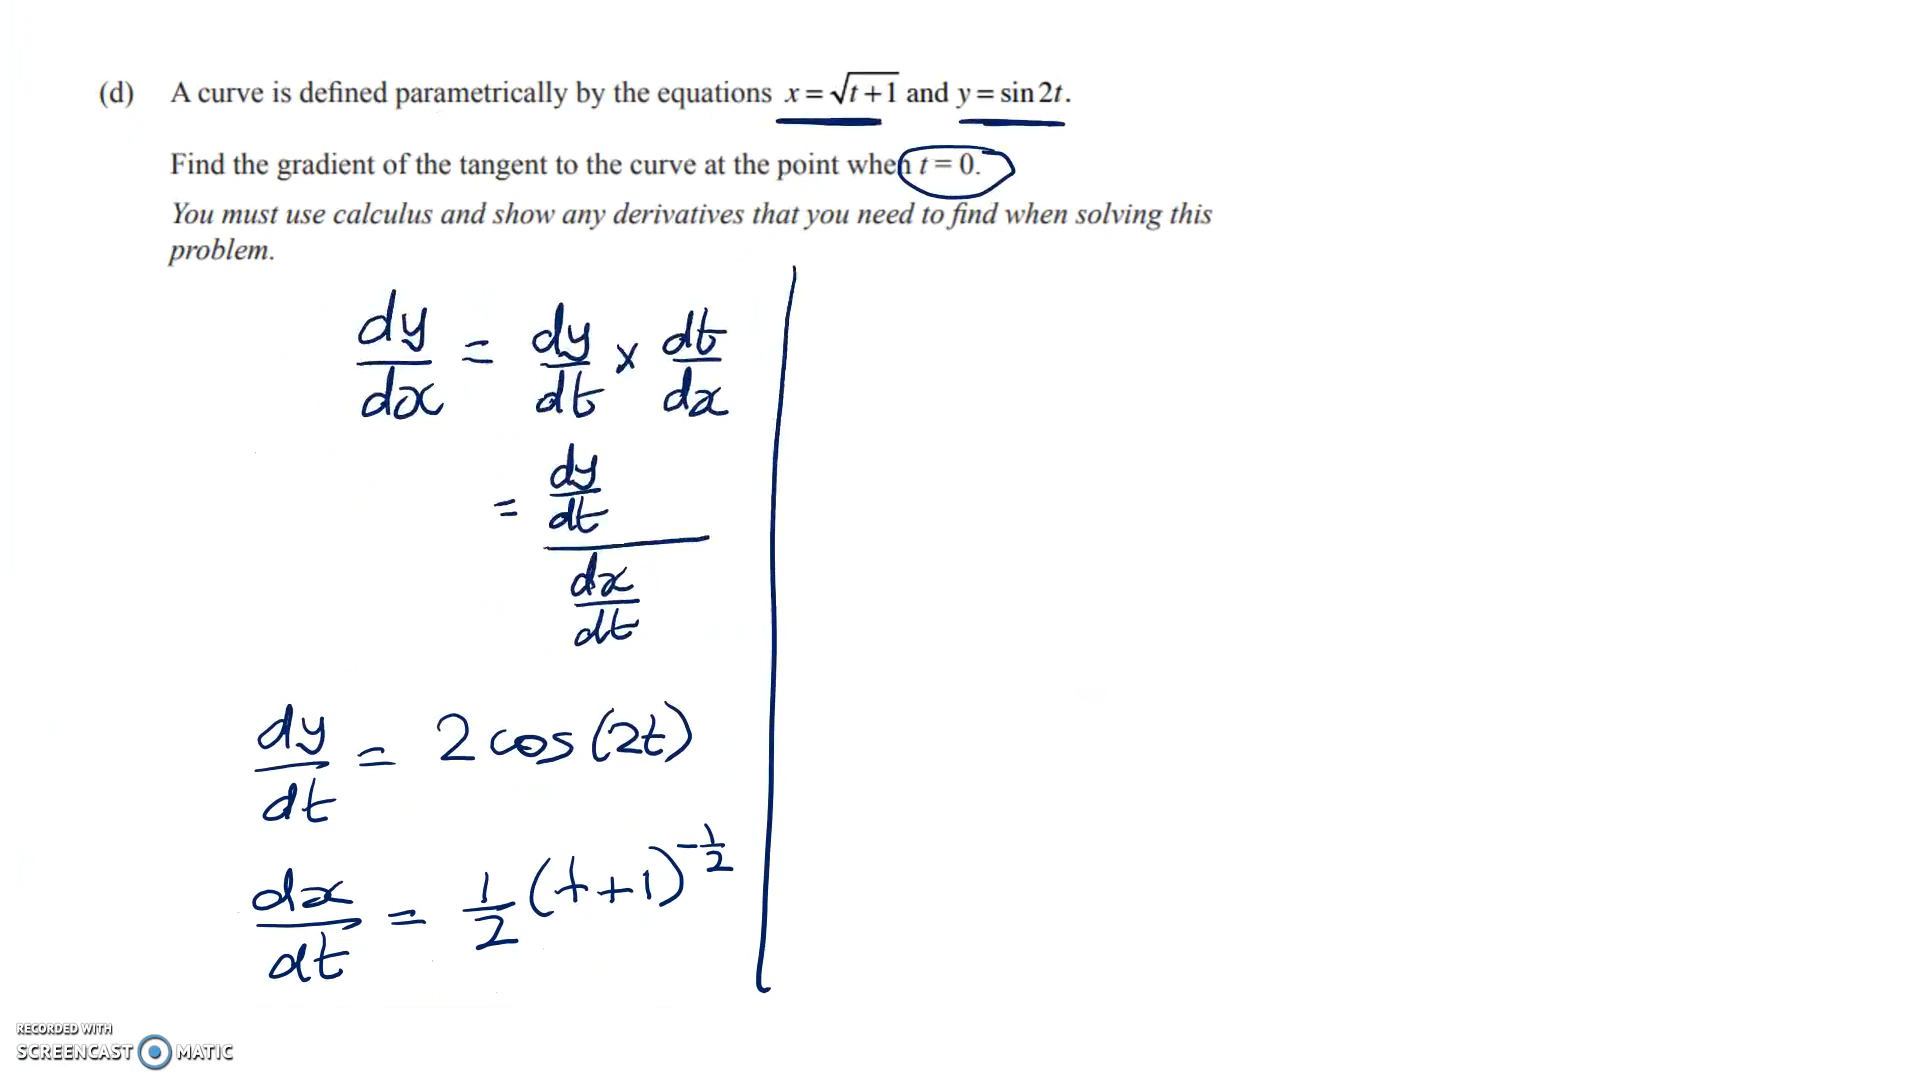 (d) A curve is defined parametrically by the equations x = √(t+1) and y = sin 2t.
Find the gradient of the tangent to the curve at the point when t = 0.
You must use calculus and show any derivatives that you need to find when solving this
problem.
dy/dx = dy/dt × dt/dx
= (dy/dt)/(dx/dt)
dy/dt = 2 cos (2t)
dx/dt = 1/2 (t+1)^(-1/2)
RECORDED WITH
SCREENCAST MATIC